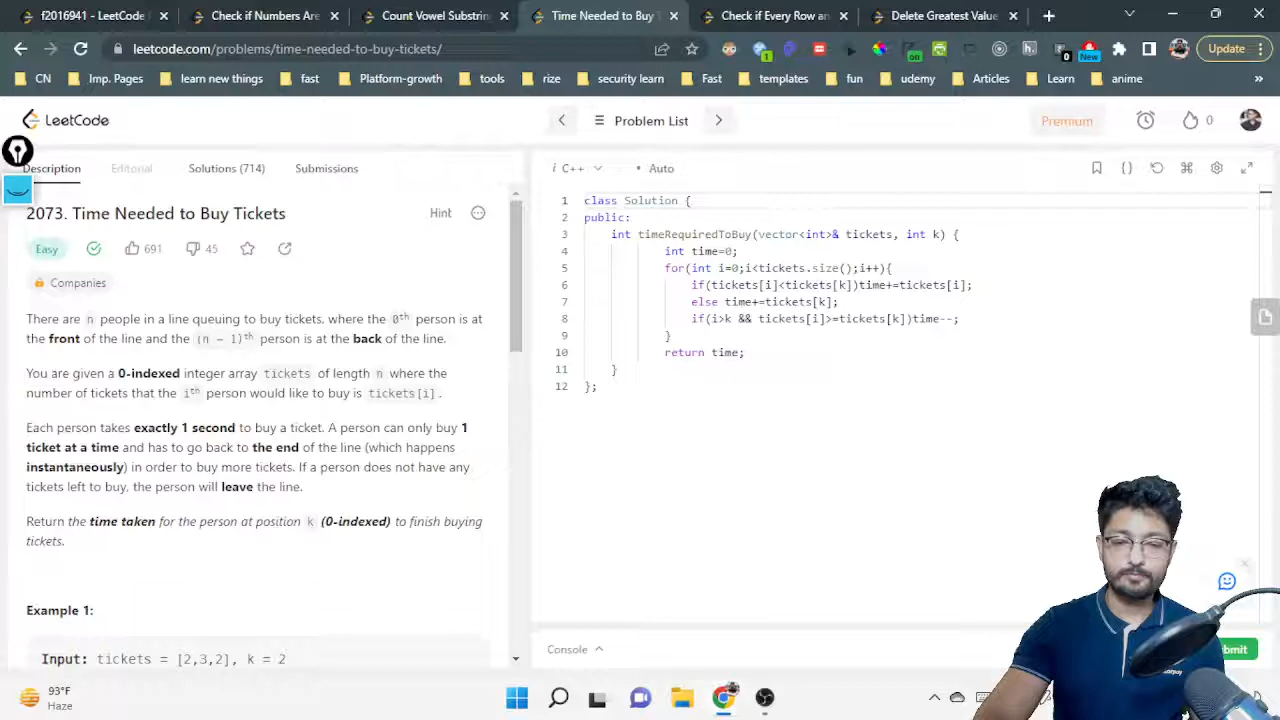 f2016941 - LeetCode
Check if Numbers Are
Count Vowel Substrin
Time Needed to Buy
Check if Every Row an
Delete Greatest Value
leetcode.com/problems/time-needed-to-buy-tickets/
1
on
0
New
Update
CN
Imp. Pages
learn new things
fast
Platform-growth
tools
rize
security learn
Fast
templates
fun
udemy
Articles
Learn
anime
»
LeetCode
Problem List
Premium
0
Description
Editorial
Solutions (714)
Submissions
i C++
• Auto
2073. Time Needed to Buy Tickets
Hint
Easy
691
45
Companies
There are n people in a line queuing to buy tickets, where the 0th person is at
the front of the line and the (n - 1)th person is at the back of the line.
You are given a 0-indexed integer array tickets of length n where the
number of tickets that the ith person would like to buy is tickets[i].
Each person takes exactly 1 second to buy a ticket. A person can only buy 1
ticket at a time and has to go back to the end of the line (which happens
instantaneously) in order to buy more tickets. If a person does not have any
tickets left to buy, the person will leave the line.
Return the time taken for the person at position k (0-indexed) to finish buying
tickets.
Example 1:
Input: tickets = [2,3,2], k = 2
1 class Solution {
2 public:
3 int timeRequiredToBuy(vector<int>& tickets, int k) {
4 int time=0;
5 for(int i=0;i<tickets.size();i++){
6 if(tickets[i]<tickets[k])time+=tickets[i];
7 else time+=tickets[k];
8 if(i>k && tickets[i]>=tickets[k])time--;
9 }
10 return time;
11 }
12 };
Console
bmit
93°F
Haze